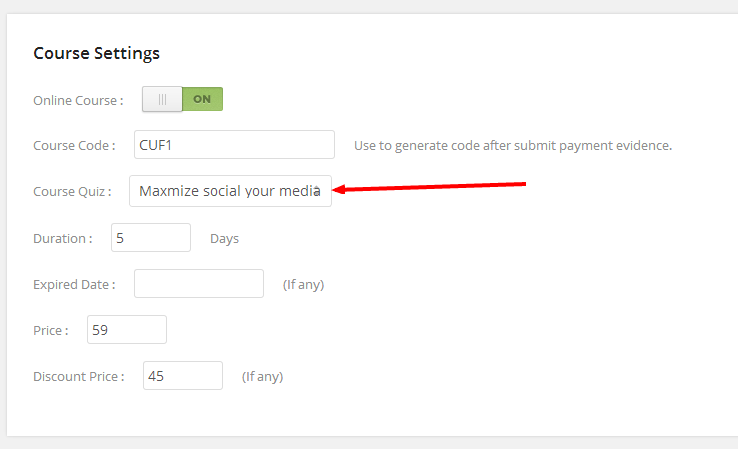 Course Settings
Online Course : ON
Course Code : CUF1 Use to generate code after submit payment evidence.
Course Quiz : Maxmize social your media
Duration : 5 Days
Expired Date : (If any)
Price : 59
Discount Price : 45 (If any)